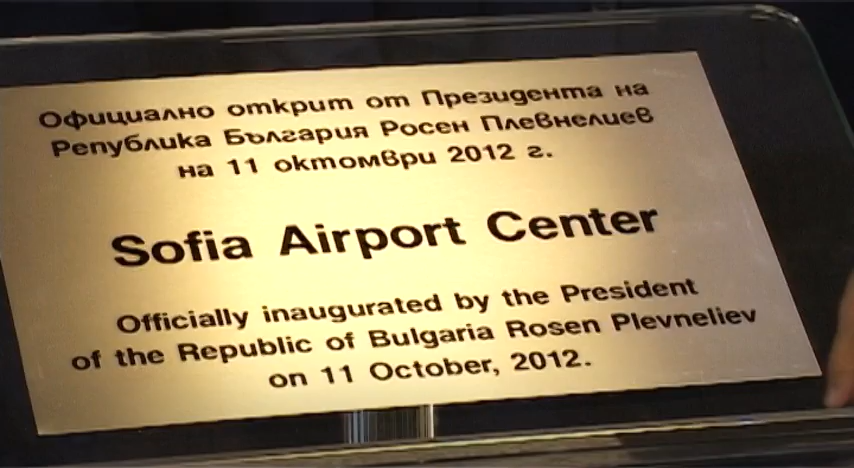 Официално открит от Президента на
Република България Росен Плевнелиев
на 11 октомври 2012 г.
Sofia Airport Center
Officially inaugurated by the President
of the Republic of Bulgaria Rosen Plevneliev
on 11 October, 2012.